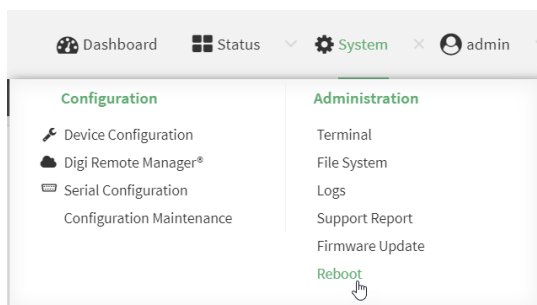 Dashboard Status System admin
Configuration
Device Configuration
Digi Remote Manager®
Serial Configuration
Configuration Maintenance
Administration
Terminal
File System
Logs
Support Report
Firmware Update
Reboot